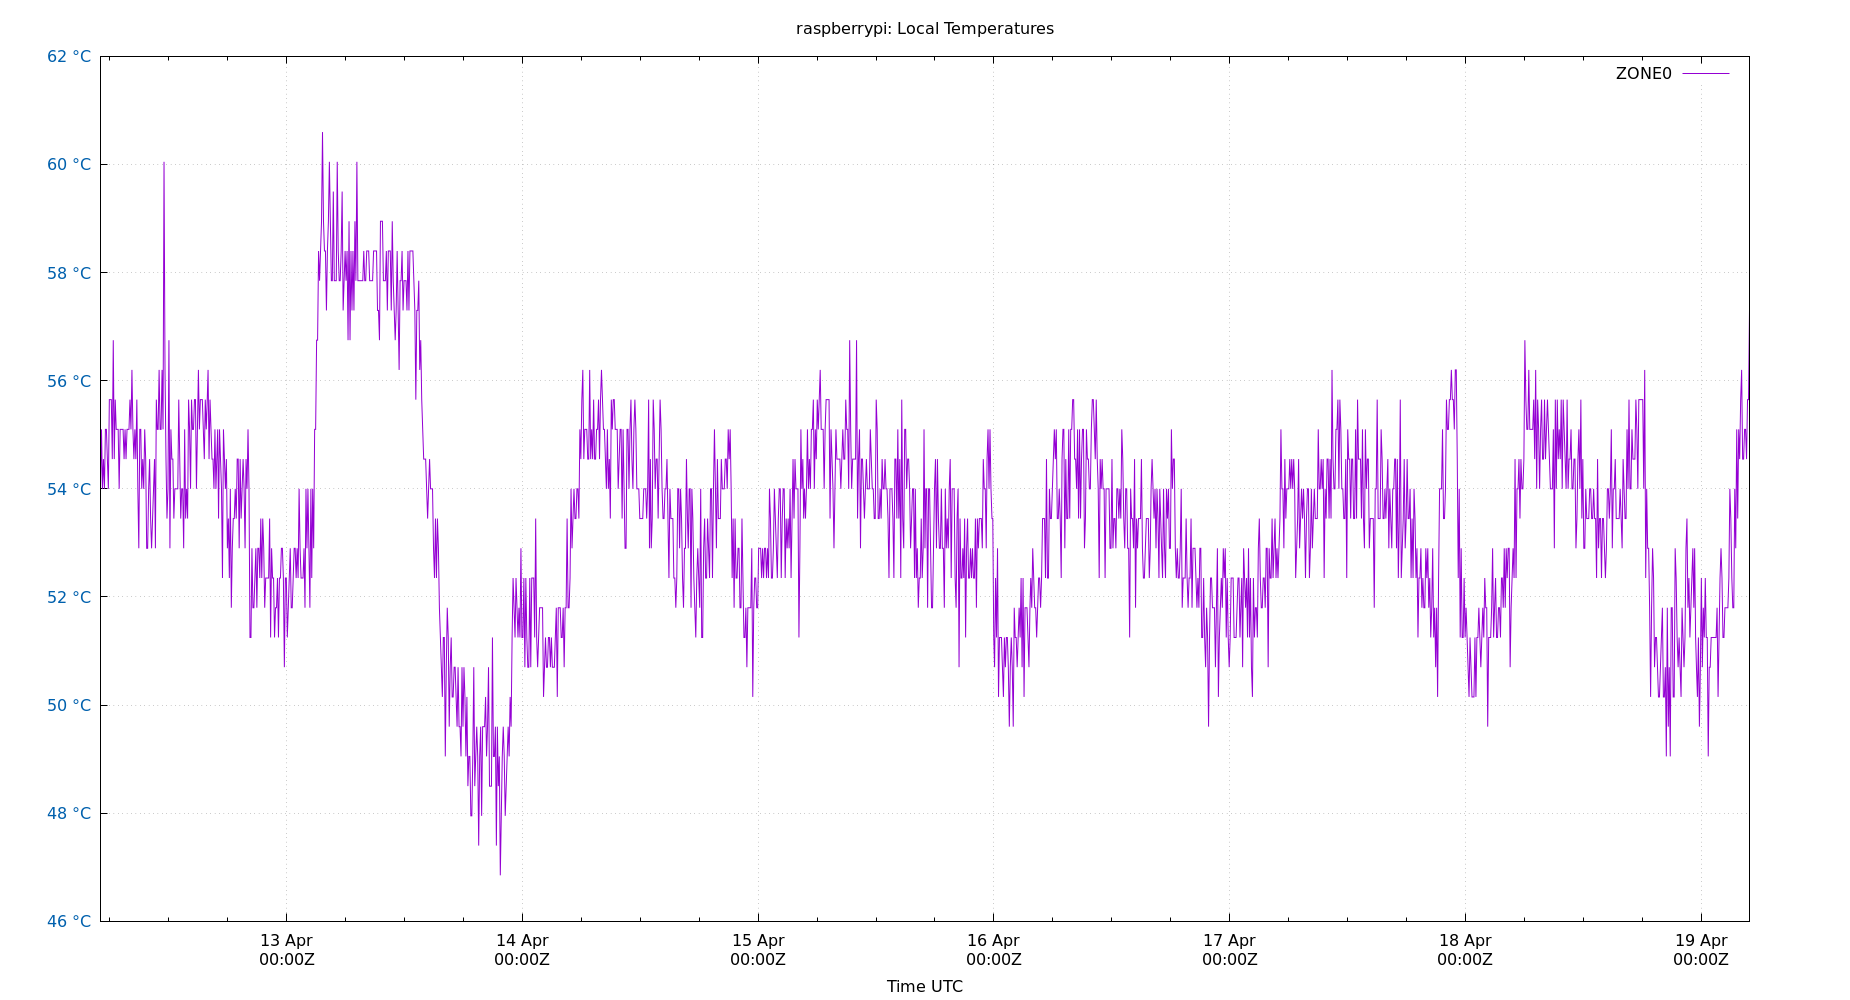 raspberrypi: Local Temperatures
62 °C
ZONE0
60 °C
58 °C
56 °C
54 °C
52 °C
50 °C
48 °C
46 °C
13 Apr 14 Apr 15 Apr 16 Apr 17 Apr 18 Apr 19 Apr
00:00Z 00:00Z 00:00Z 00:00Z 00:00Z 00:00Z 00:00Z
Time UTC